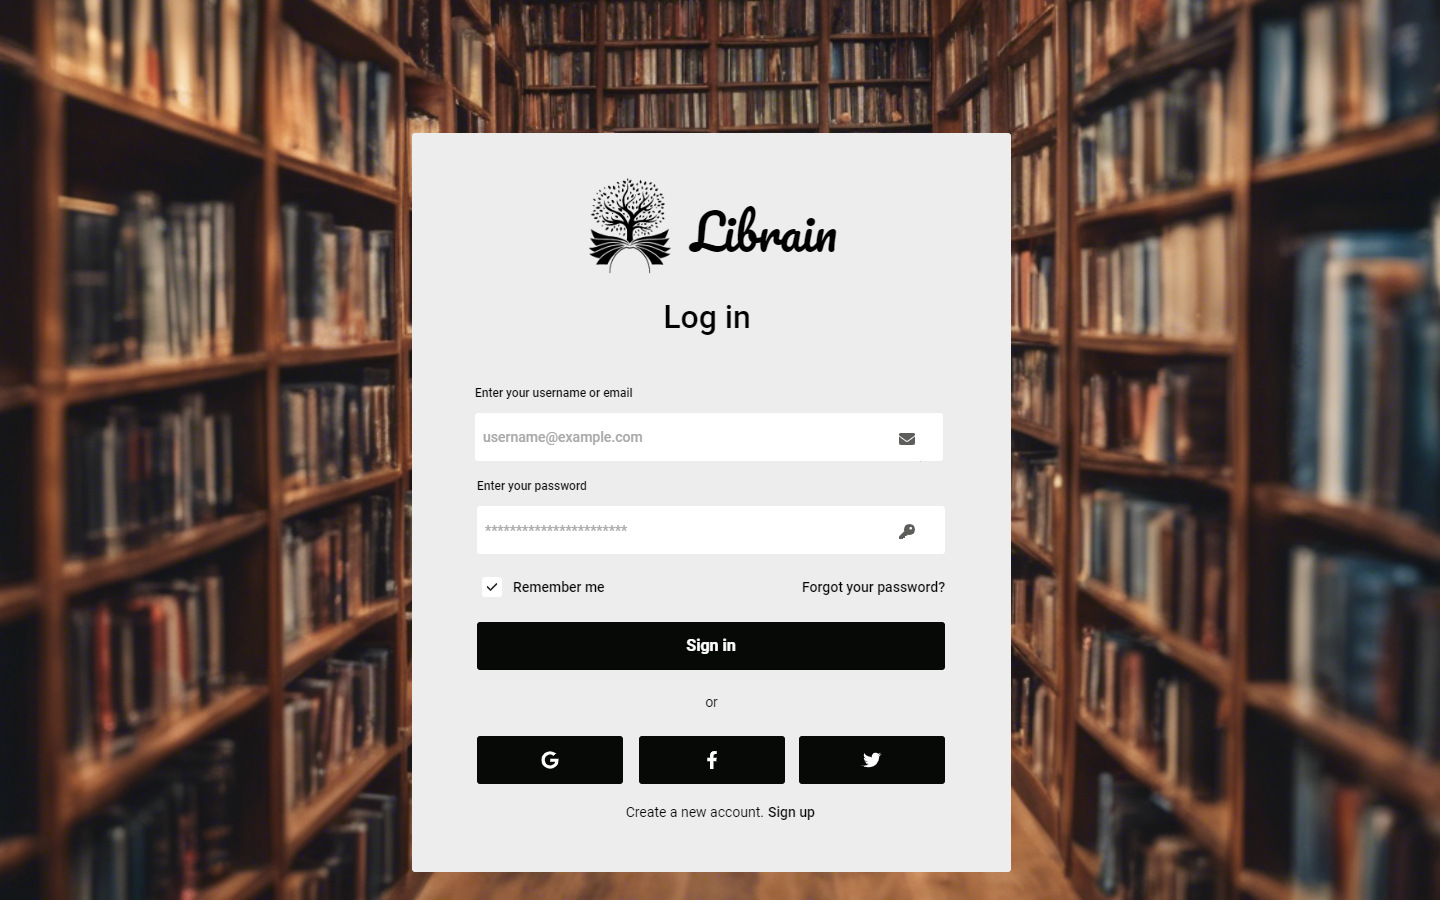 Librain
Log in
Enter your username or email
username@example.com
Enter your password
***********************
Remember me
Forgot your password?
Sign in
or
Create a new account. Sign up